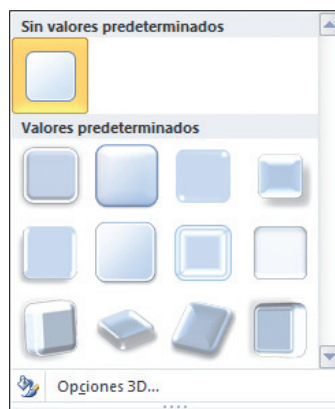 Sin valores predeterminados
Valores predeterminados
Opciones 3D...